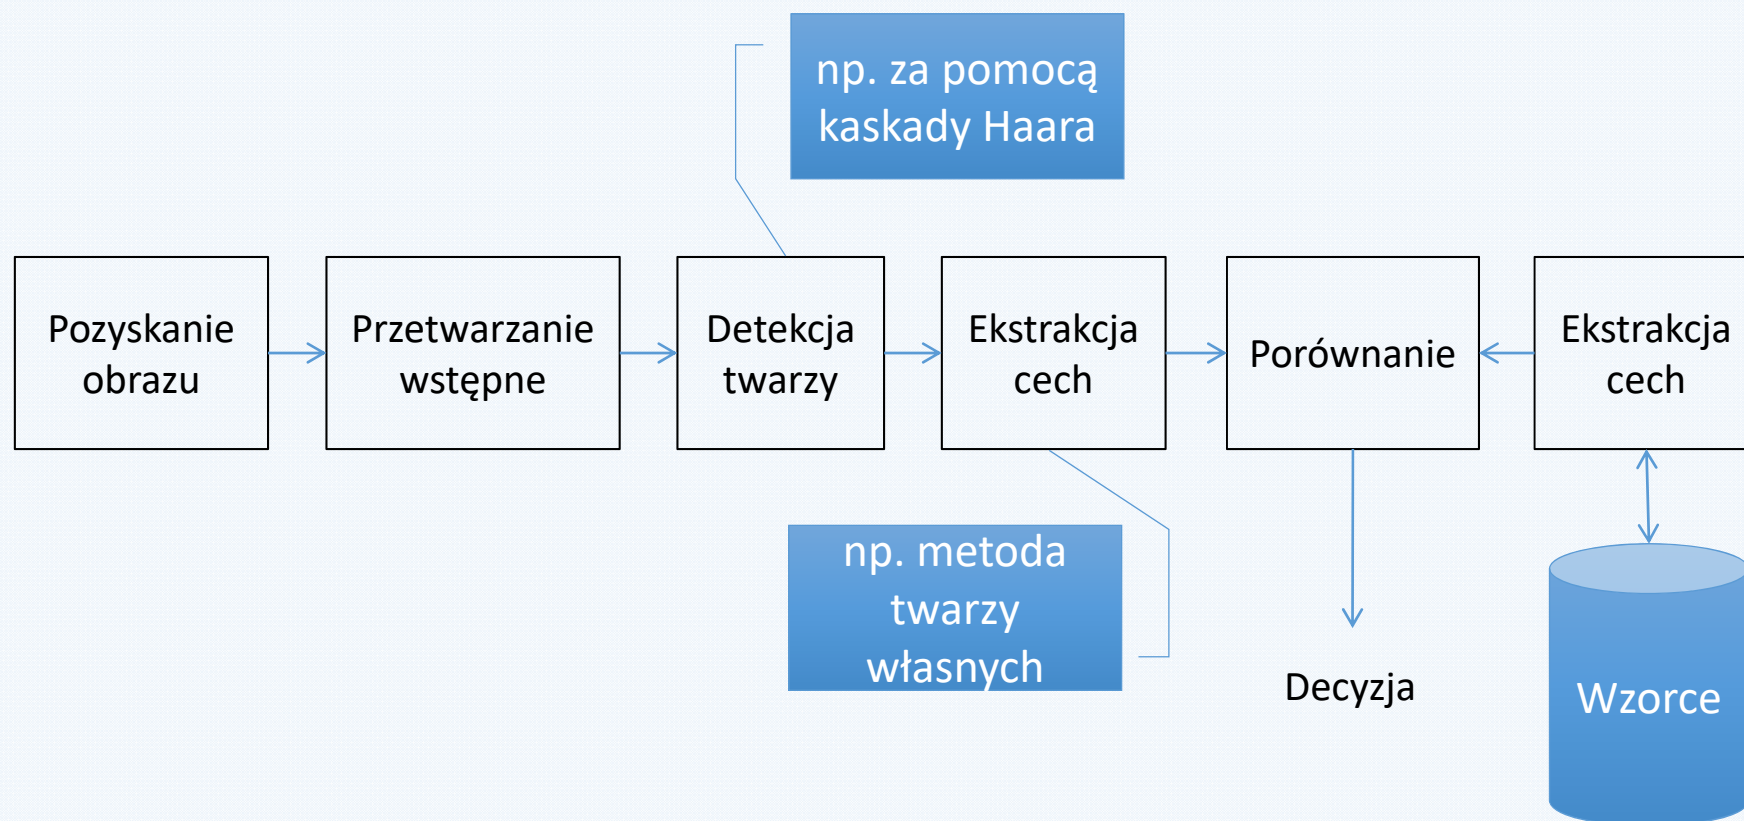 np. za pomocą
kaskady Haara
Pozyskanie
obrazu
Przetwarzanie
wstępne
Detekcja
twarzy
Ekstrakcja
cech
Porównanie
Ekstrakcja
cech
np. metoda
twarzy
własnych
Decyzja
Wzorce